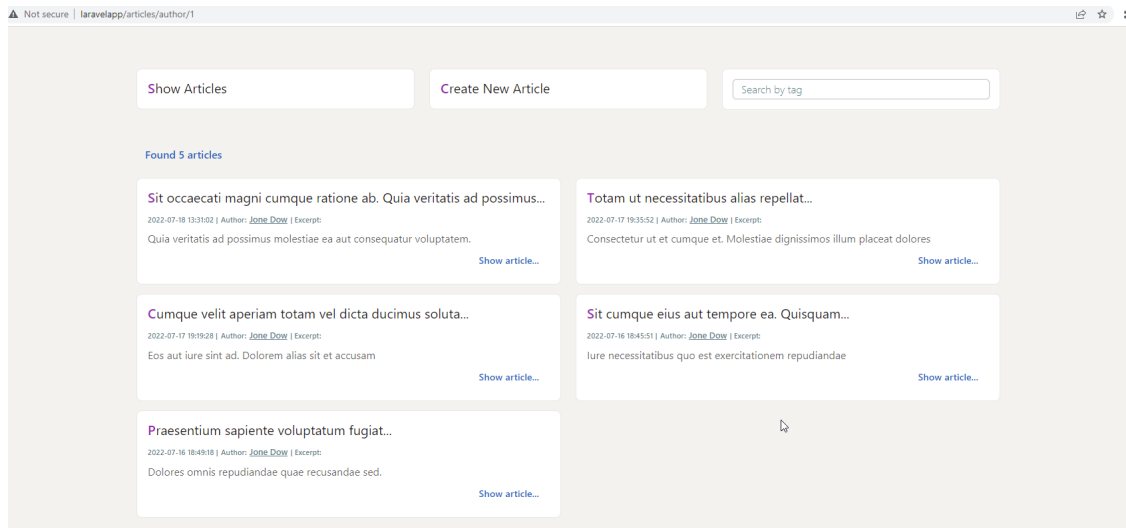 Not secure | laravelapp/articles/author/1
Show Articles
Create New Article
Search by tag
Found 5 articles
Sit occaecati magni cumque ratione ab. Quia veritatis ad possimus...
2022-07-18 13:31:02 | Author: Jone Dow | Excerpt:
Quia veritatis ad possimus molestiae ea aut consequatur voluptatem.
Show article...
Totam ut necessitatibus alias repellat...
2022-07-17 19:35:52 | Author: Jone Dow | Excerpt:
Consectetur ut et cumque et. Molestiae dignissimos illum placeat dolores
Show article...
Cumque velit aperiam totam vel dicta ducimus soluta...
2022-07-17 19:19:28 | Author: Jone Dow | Excerpt:
Eos aut iure sint ad. Dolorem alias sit et accusam
Show article...
Sit cumque eius aut tempore ea. Quisquam...
2022-07-16 18:45:51 | Author: Jone Dow | Excerpt:
Iure necessitatibus quo est exercitationem repudiandae
Show article...
Praesentium sapiente voluptatum fugiat...
2022-07-16 18:49:18 | Author: Jone Dow | Excerpt:
Dolores omnis repudiandae quae recusandae sed.
Show article...